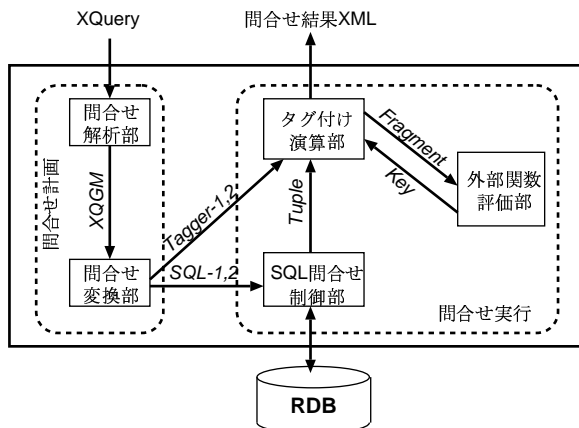 XQuery
問合せ結果XML
問合せ
解析部
問合せ計画
XQGM
問合せ
変換部
Tagger-1,2
SQL-1,2
タグ付け
演算部
Tuple
Fragment
Key
外部関数
評価部
SQL問合せ
制御部
問合せ実行
RDB